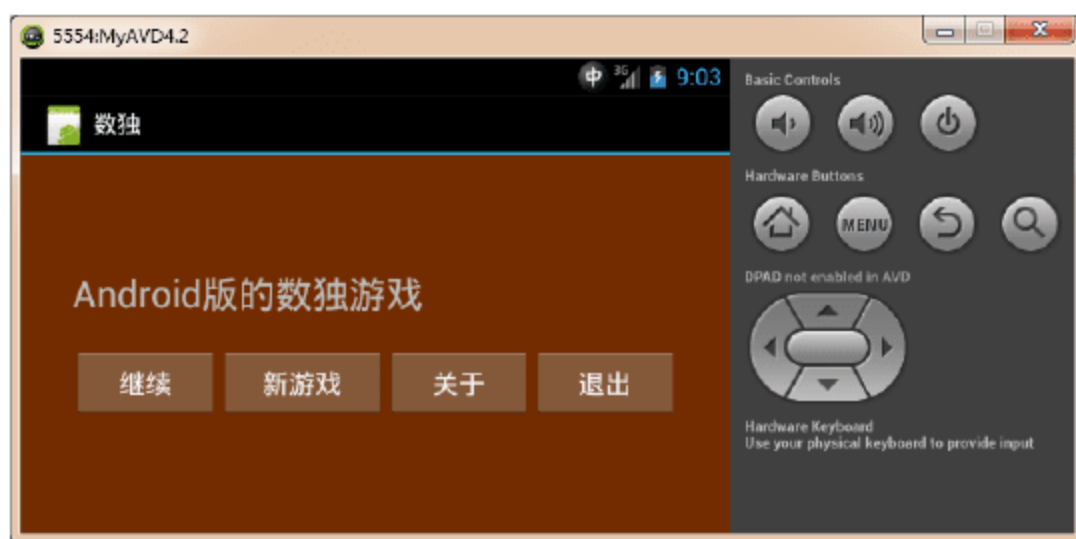 5554:MyAVD4.2
中 3G 9:03
数独
Android版的数独游戏
继续 新游戏 关于 退出
Basic Controls
Hardware Buttons
MENU
DPAD not enabled in AVD
Hardware Keyboard
Use your physical keyboard to provide input